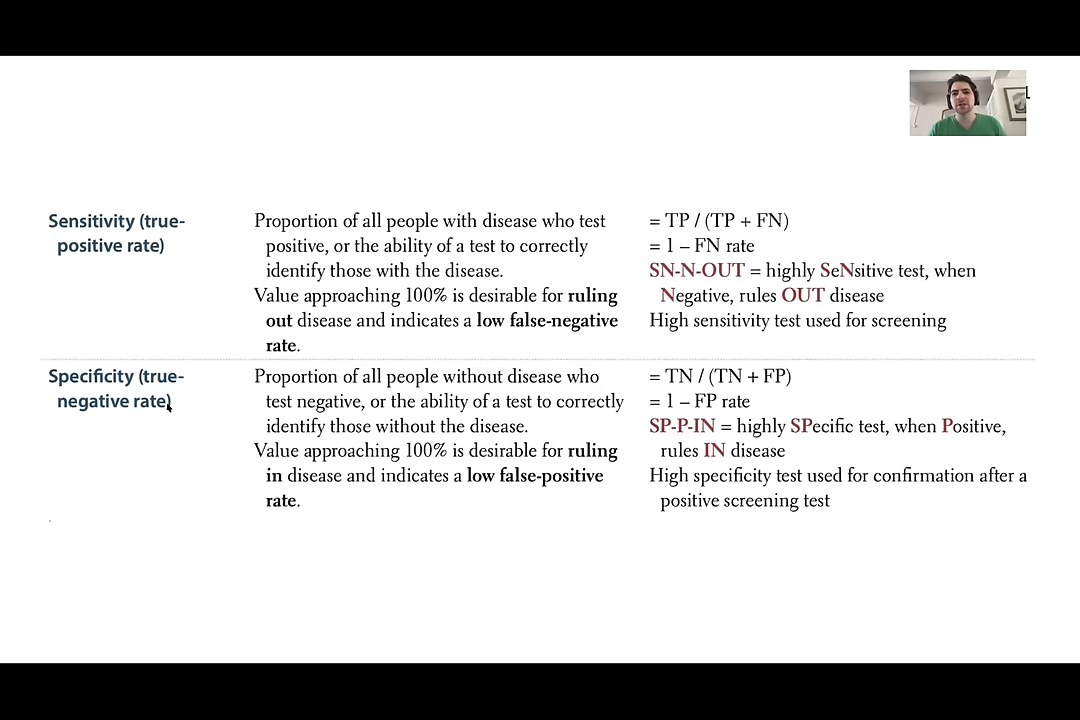 1
Sensitivity (true-
positive rate)
Proportion of all people with disease who test
positive, or the ability of a test to correctly
identify those with the disease.
Value approaching 100% is desirable for ruling
out disease and indicates a low false-negative
rate.
= TP / (TP + FN)
= 1 – FN rate
SN-N-OUT = highly SeNsitive test, when
Negative, rules OUT disease
High sensitivity test used for screening
Specificity (true-
negative rate)
Proportion of all people without disease who
test negative, or the ability of a test to correctly
identify those without the disease.
Value approaching 100% is desirable for ruling
in disease and indicates a low false-positive
rate.
= TN / (TN + FP)
= 1 – FP rate
SP-P-IN = highly SPecific test, when Positive,
rules IN disease
High specificity test used for confirmation after a
positive screening test